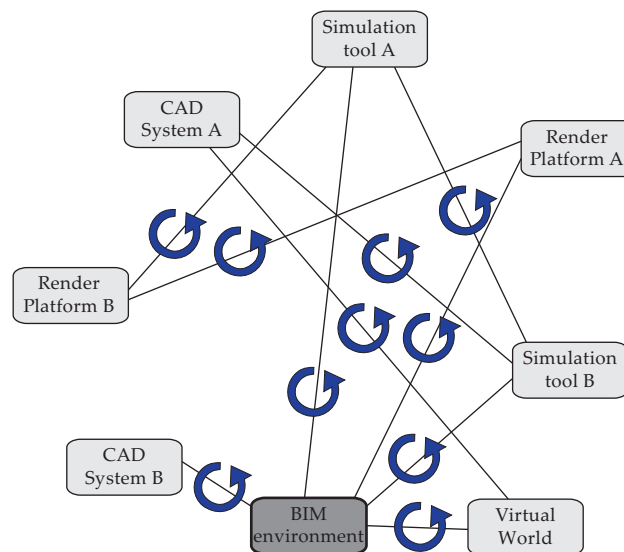 Simulation
tool A
CAD
System A
Render
Platform A
Render
Platform B
Simulation
tool B
CAD
System B
BIM
environment
Virtual
World